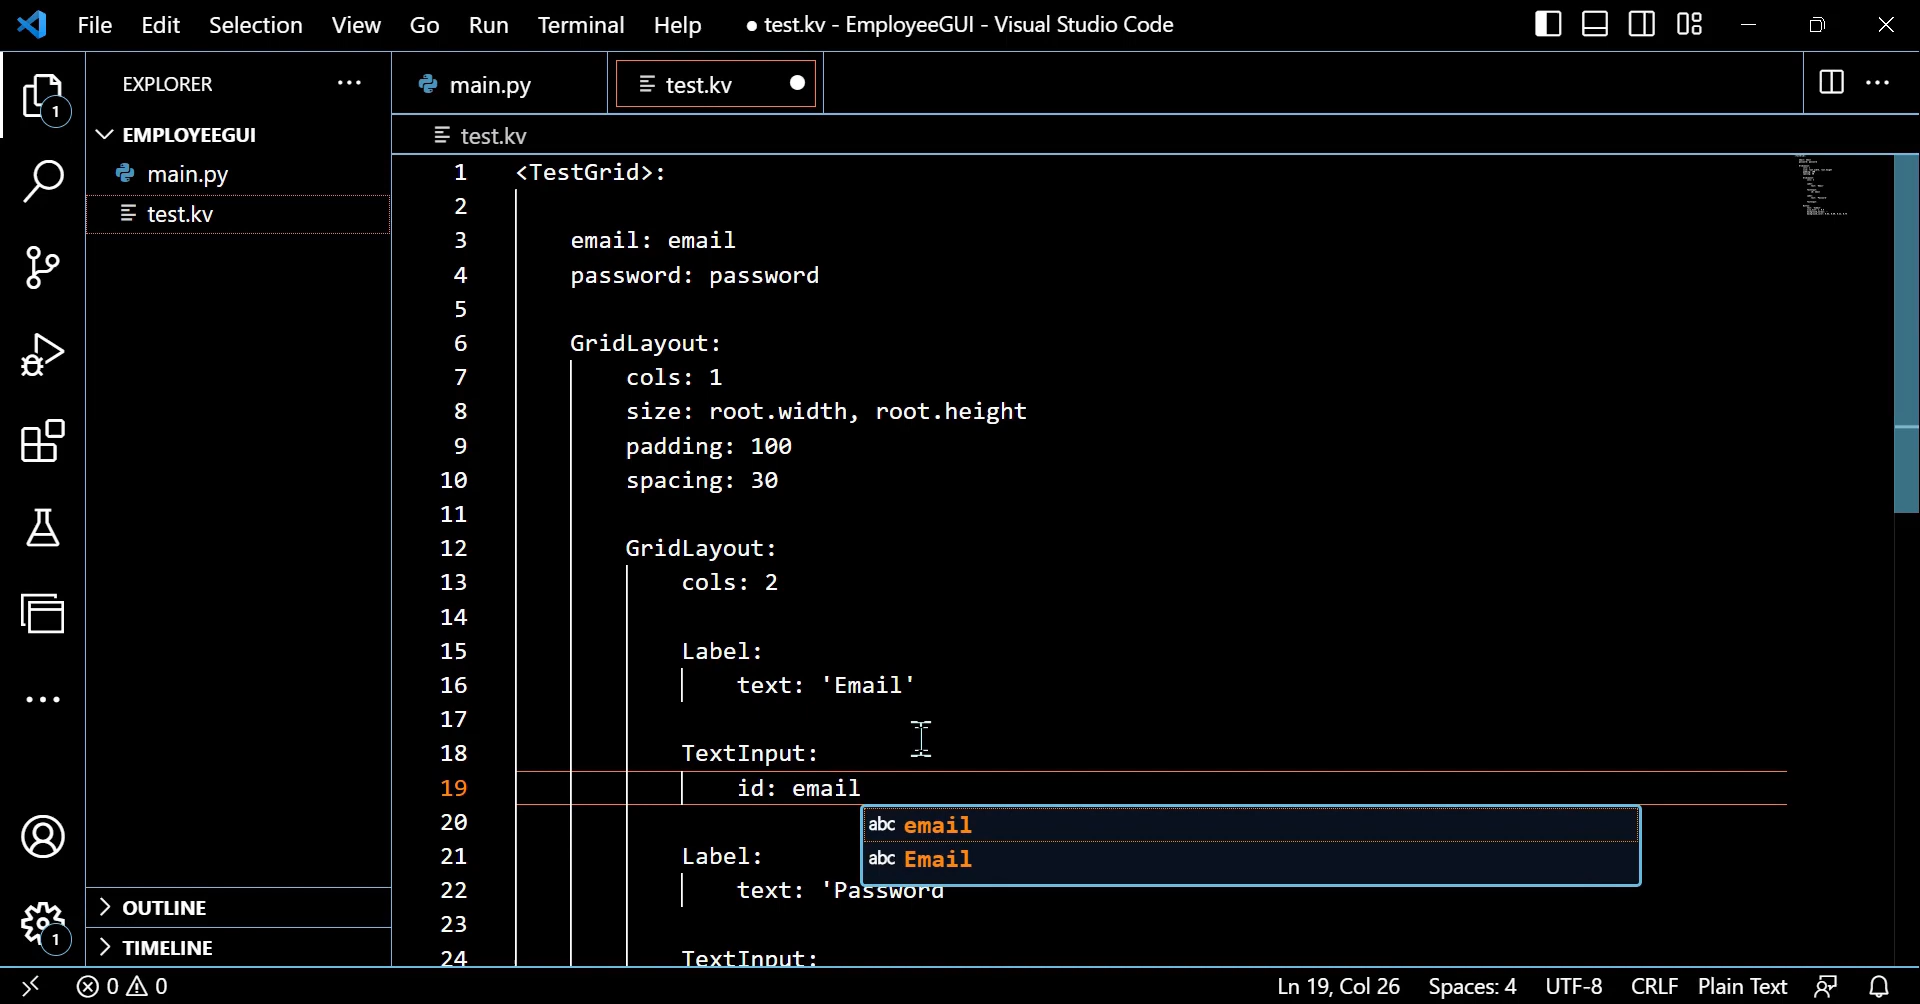 File Edit Selection View Go Run Terminal Help ● test.kv - EmployeeGUI - Visual Studio Code
EXPLORER
main.py
test.kv
1
EMPLOYEEGUI
test.kv
main.py
test.kv
1 <TestGrid>:
2
3 email: email
4 password: password
5
6 GridLayout:
7 cols: 1
8 size: root.width, root.height
9 padding: 100
10 spacing: 30
11
12 GridLayout:
13 cols: 2
14
15 Label:
16 text: 'Email'
17
18 TextInput:
19 id: email
20
abc email
abc Email
21 Label:
22 text: 'Password
23
24 TextInput:
OUTLINE
1
TIMELINE
0 0
Ln 19, Col 26 Spaces: 4 UTF-8 CRLF Plain Text